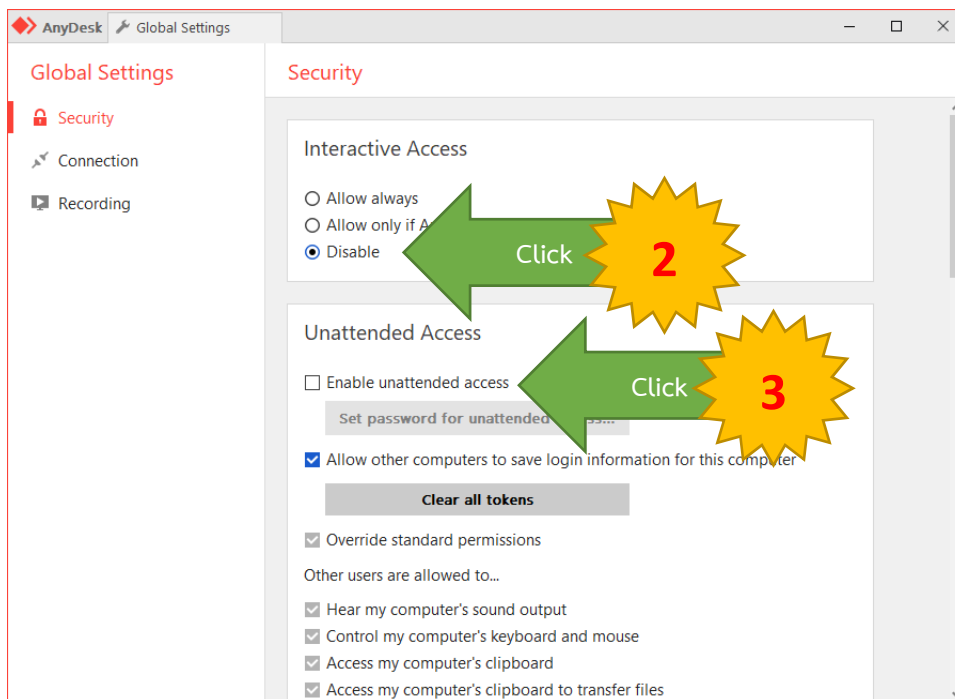 AnyDesk Global Settings
Global Settings
Security
Connection
Recording
Security
Interactive Access
Allow always
Allow only if A
Disable
Click
2
Unattended Access
Enable unattended access
Click
3
Set password for unattended ss...
Allow other computers to save login information for this computer
Clear all tokens
Override standard permissions
Other users are allowed to...
Hear my computer's sound output
Control my computer's keyboard and mouse
Access my computer's clipboard
Access my computer's clipboard to transfer files